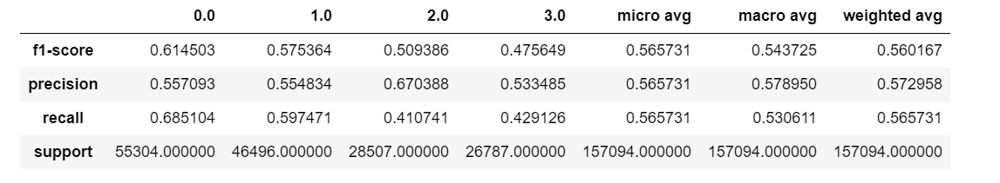 0.0 1.0 2.0 3.0 micro avg macro avg weighted avg
f1-score 0.614503 0.575364 0.509386 0.475649 0.565731 0.543725 0.560167
precision 0.557093 0.554834 0.670388 0.533485 0.565731 0.578950 0.572958
recall 0.685104 0.597471 0.410741 0.429126 0.565731 0.530611 0.565731
support 55304.000000 46496.000000 28507.000000 26787.000000 157094.000000 157094.000000 157094.000000